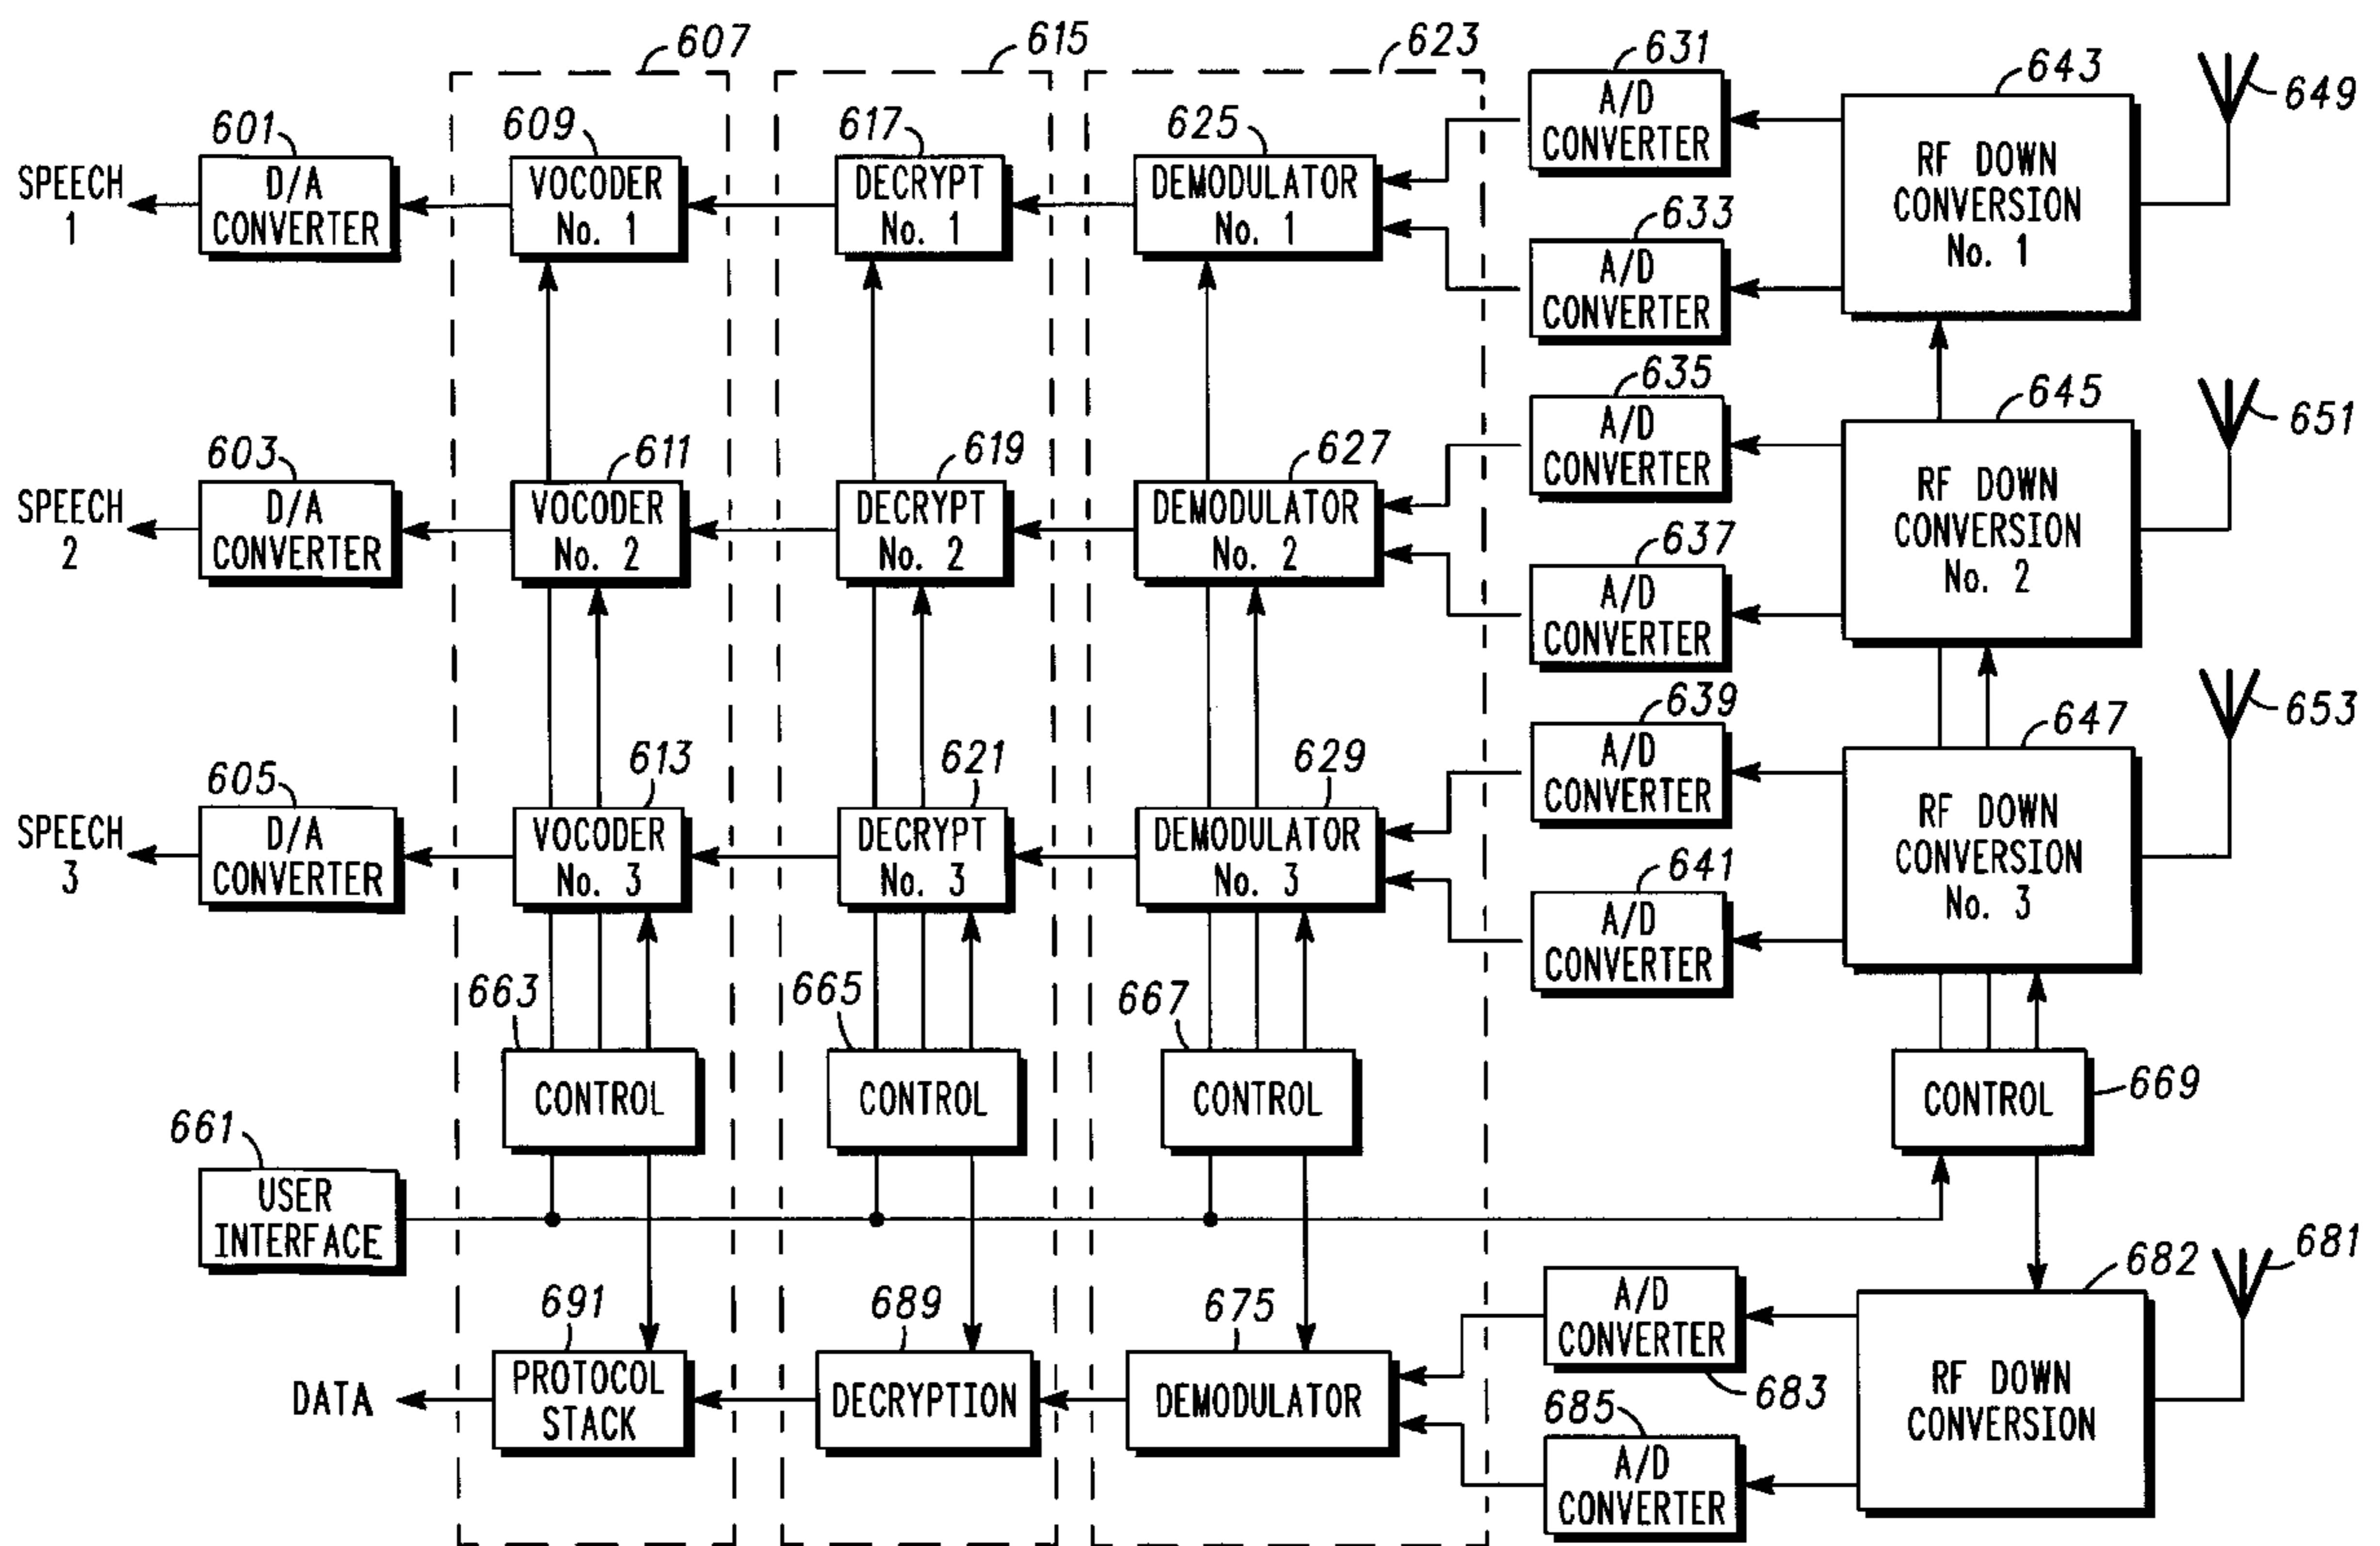 607
615
623
631
643
649
601
609
617
625
A/D
CONVERTER
SPEECH
1
D/A
CONVERTER
VOCODER
No. 1
DECRYPT
No. 1
DEMODULATOR
No. 1
633
A/D
CONVERTER
RF DOWN
CONVERSION
No. 1
635
645
651
603
611
619
627
A/D
CONVERTER
SPEECH
2
D/A
CONVERTER
VOCODER
No. 2
DECRYPT
No. 2
DEMODULATOR
No. 2
637
A/D
CONVERTER
RF DOWN
CONVERSION
No. 2
639
647
653
605
613
621
629
A/D
CONVERTER
SPEECH
3
D/A
CONVERTER
VOCODER
No. 3
DECRYPT
No. 3
DEMODULATOR
No. 3
641
A/D
CONVERTER
RF DOWN
CONVERSION
No. 3
663
665
667
CONTROL
CONTROL
CONTROL
CONTROL
669
661
USER
INTERFACE
682
681
691
689
675
A/D
CONVERTER
683
DATA
PROTOCOL
STACK
DECRYPTION
DEMODULATOR
685
A/D
CONVERTER
RF DOWN
CONVERSION